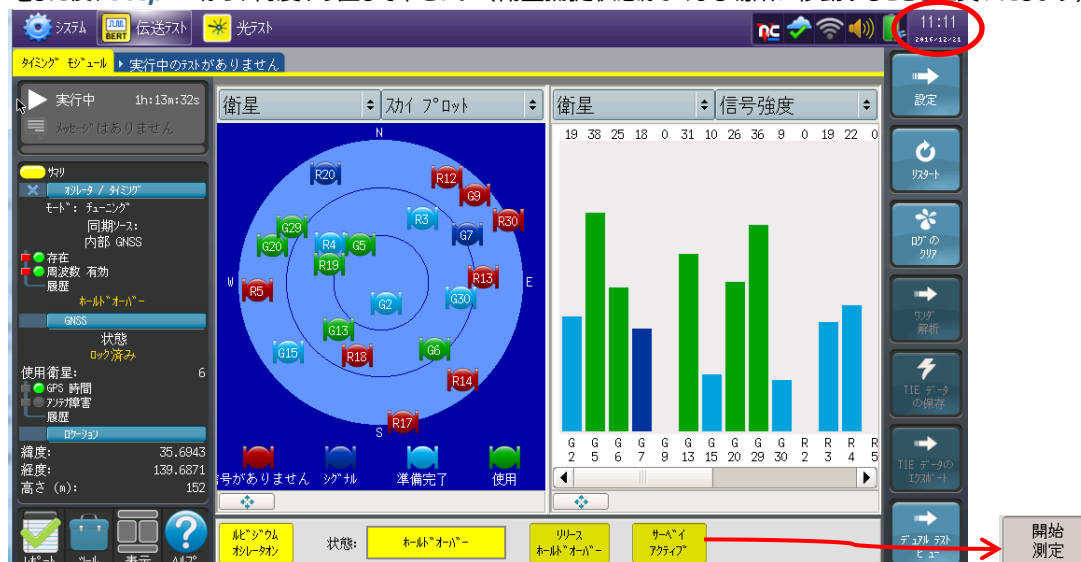 システム BERT 伝送テスト 光テスト nc 11:11
2016/12/21
タイミング モジュール 実行中のテストがありません
実行中 1h:13m:32s
メッセージはありません
サマリ
オシレータ / タイミング
モード: チューニング
同期ソース:
内部 GNSS
存在
周波数 有効
履歴
ホールドオーバー
GNSS
状態
ロック済み
使用衛星: 6
GPS 時間
アンテナ障害
履歴
ロケーション
緯度: 35.6943
経度: 139.6871
高さ (m): 152
レポート ツール 表示 ヘルプ
衛星 スカイ プロット
N
R20
R12
G9
R3
R30
G29
G7
G20
R4
G5
R19
W
E
R5
R13
G2
G30
G13
G15
R18
G6
R14
R17
S
号がありません シグナル 準備完了 使用
衛星 信号強度
19 38 25 18 0 31 10 26 36 9 0 19 22 0
G G G G G G G G G G R R R R
2 5 6 7 9 13 15 20 29 30 2 3 4 5
ルビジウム
オシレータオン
状態:
ホールドオーバー
リリース
ホールドオーバー
サーベイ
アクティブ
設定
リスタート
ログ の
クリア
ワンダ
解析
TIE データ
の保存
TIE データの
エクスポート
デュアル テスト
ビュー
開始
測定